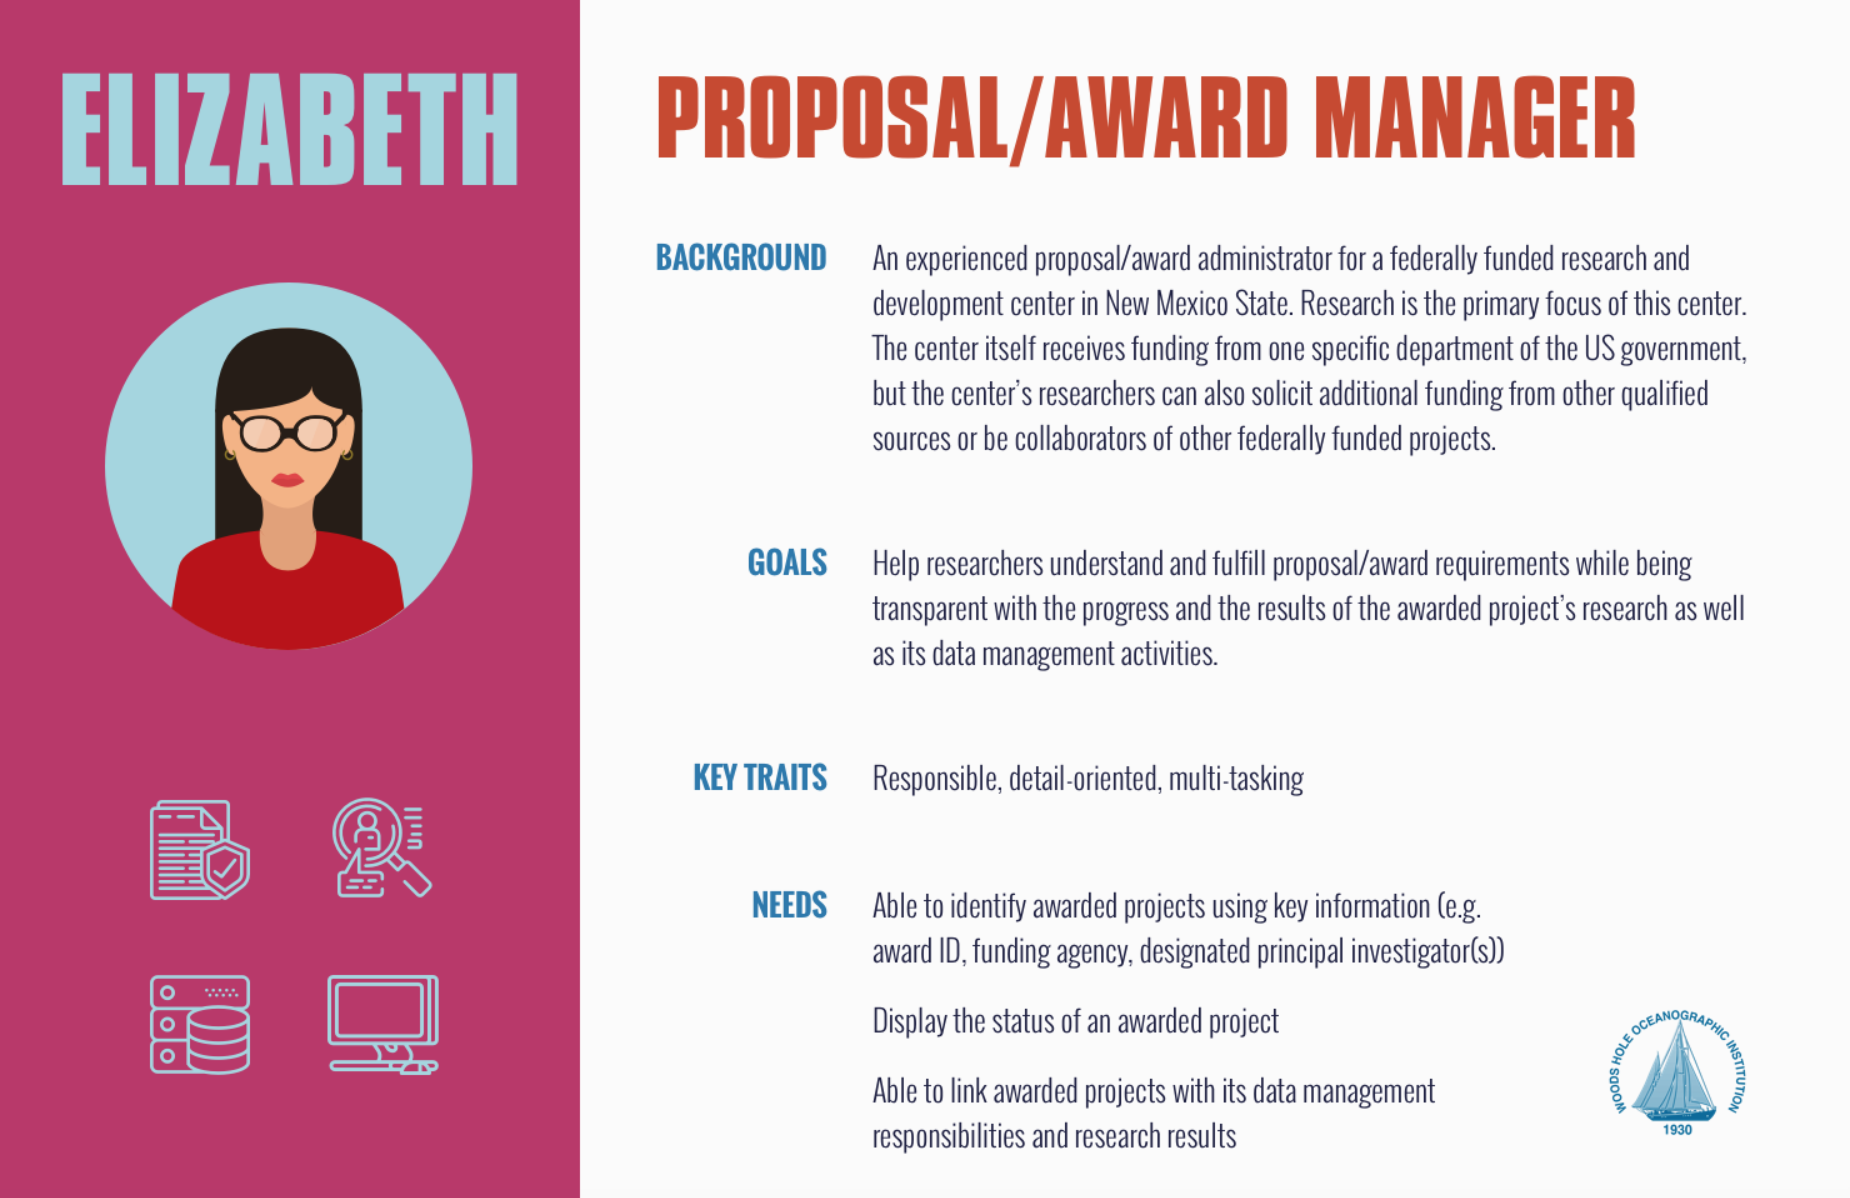 ELIZABETH
PROPOSAL/AWARD MANAGER
BACKGROUND
An experienced proposal/award administrator for a federally funded research and
development center in New Mexico State. Research is the primary focus of this center.
The center itself receives funding from one specific department of the US government,
but the center’s researchers can also solicit additional funding from other qualified
sources or be collaborators of other federally funded projects.
GOALS
Help researchers understand and fulfill proposal/award requirements while being
transparent with the progress and the results of the awarded project’s research as well
as its data management activities.
KEY TRAITS
Responsible, detail-oriented, multi-tasking
NEEDS
Able to identify awarded projects using key information (e.g.
award ID, funding agency, designated principal investigator(s))
Display the status of an awarded project
Able to link awarded projects with its data management
responsibilities and research results
WOODS HOLE OCEANOGRAPHIC INSTITUTION
1930